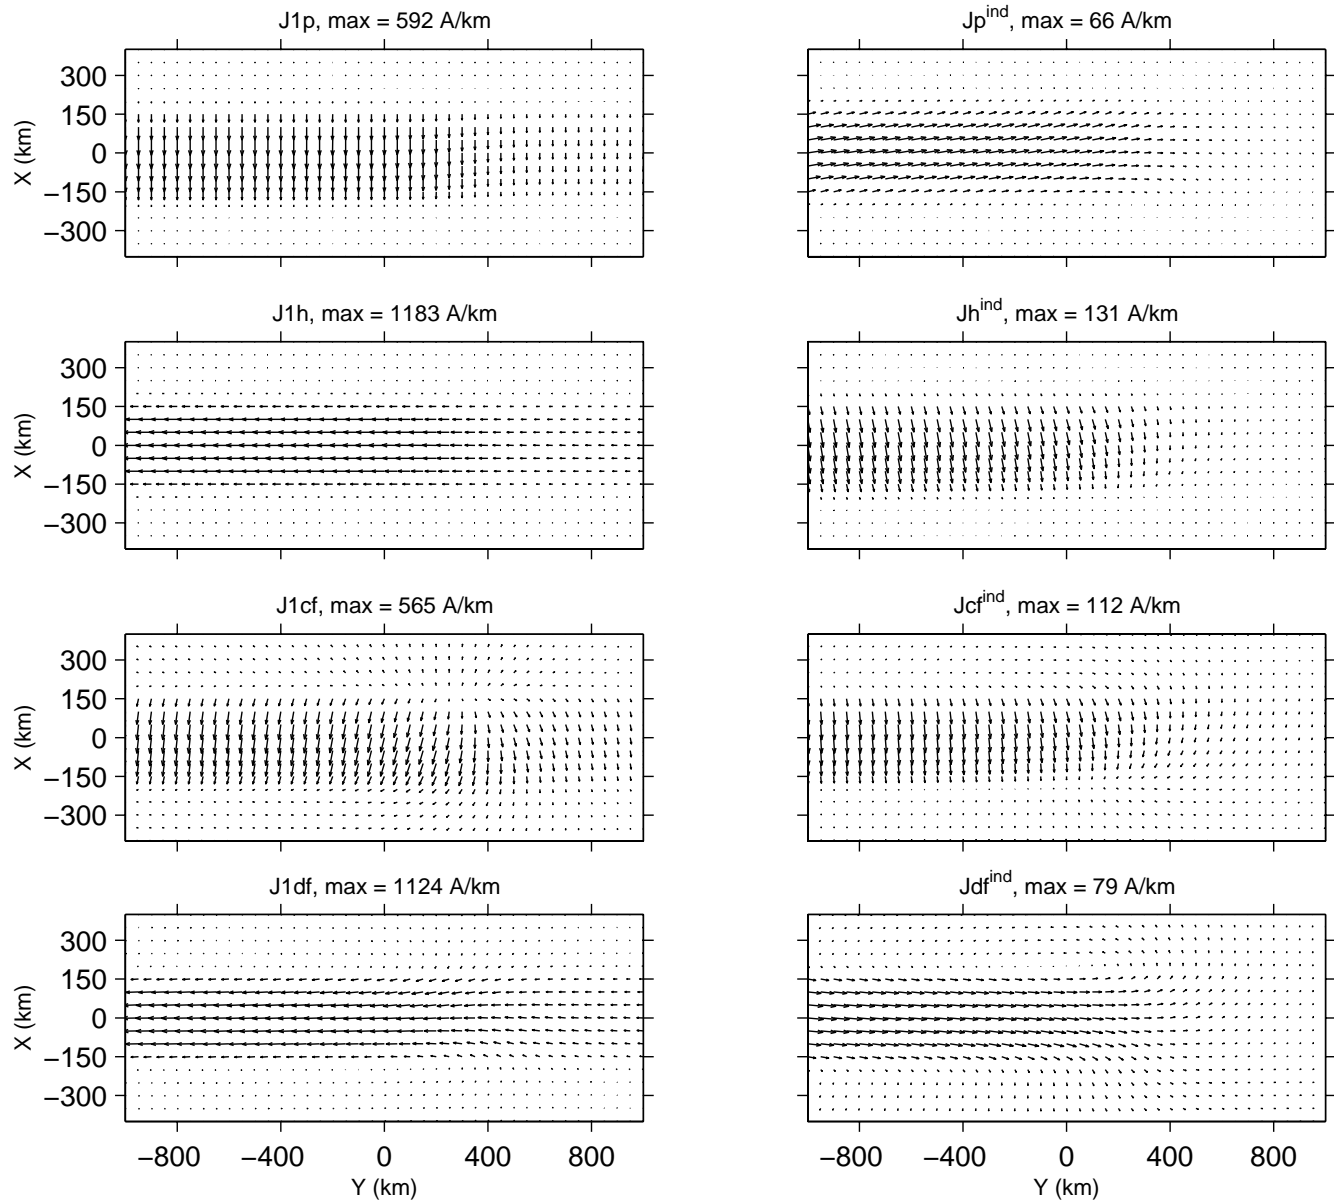 J1p, max = 592 A/km
Jp^ind, max = 66 A/km
X (km)
300
150
0
−150
−300
J1h, max = 1183 A/km
Jh^ind, max = 131 A/km
X (km)
300
150
0
−150
−300
J1cf, max = 565 A/km
Jcf^ind, max = 112 A/km
X (km)
300
150
0
−150
−300
J1df, max = 1124 A/km
Jdf^ind, max = 79 A/km
X (km)
300
150
0
−150
−300
−800 −400 0 400 800
−800 −400 0 400 800
Y (km)
Y (km)